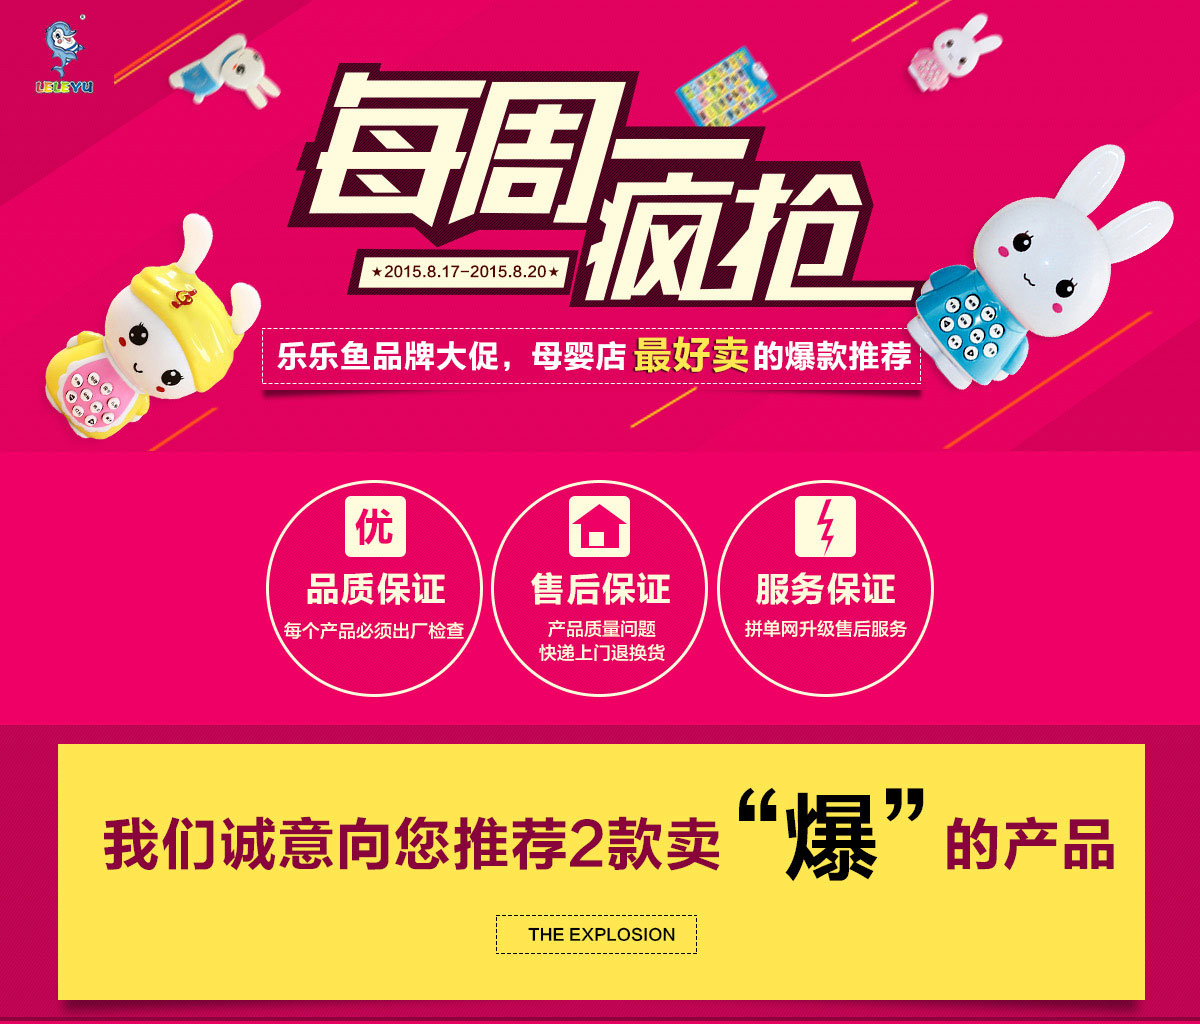 LELEYU
每周
疯抢
★2015.8.17-2015.8.20★
乐乐鱼品牌大促，母婴店 最好卖 的爆款推荐
优
品质保证
每个产品必须出厂检查
售后保证
产品质量问题
快递上门退换货
服务保证
拼单网升级售后服务
我们诚意向您推荐2款卖“爆”的产品
THE EXPLOSION